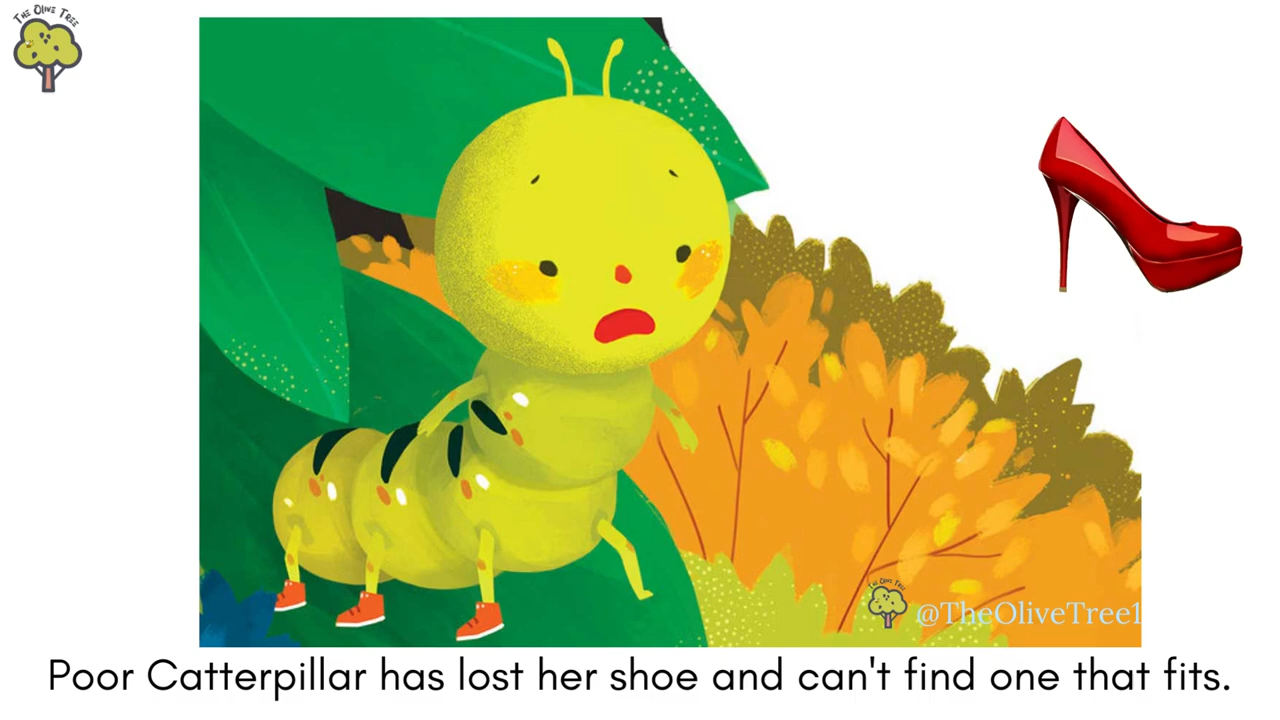 The Olive Tree
The Olive Tree
@TheOliveTree1
Poor Catterpillar has lost her shoe and can't find one that fits.